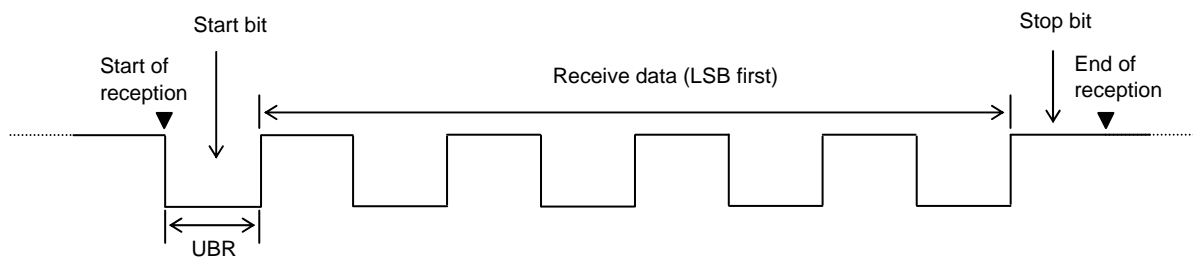 Start bit
Stop bit
Start of
reception
Receive data (LSB first)
End of
reception
UBR